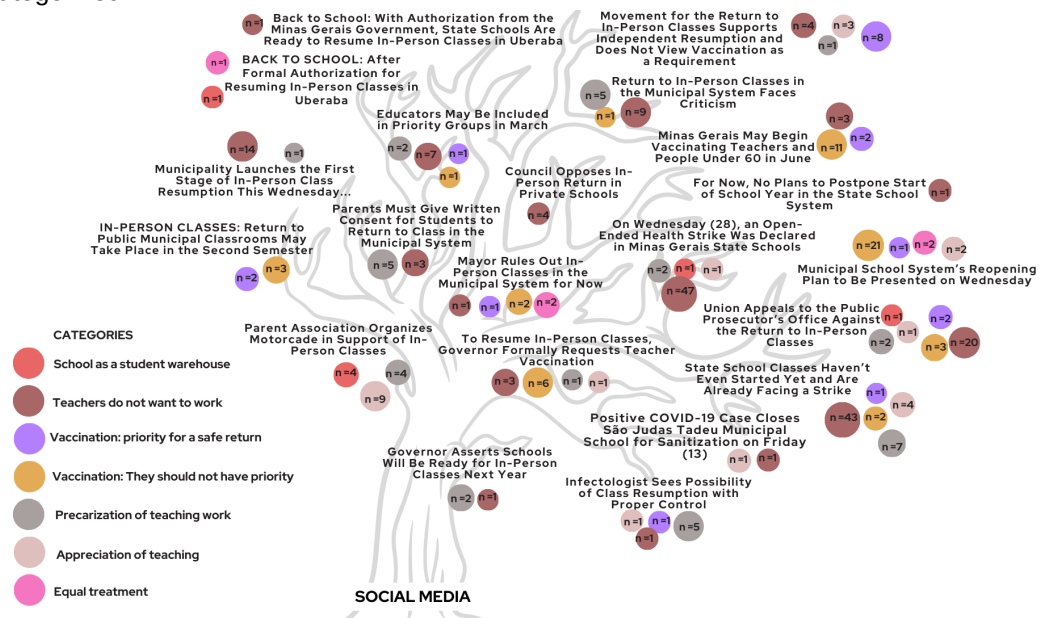 n=1
Back to School: With Authorization from the
Minas Gerais Government, State Schools Are
Ready to Resume In-Person Classes in Uberaba
n=1
BACK TO SCHOOL: After
Formal Authorization for
Resuming In-Person Classes in
Uberaba
n=1
Movement for the Return to
In-Person Classes Supports
Independent Resumption and
Does Not View Vaccination as
a Requirement
n=4
n=3
n=1
n=8
Return to In-Person Classes in
the Municipal System Faces
Criticism
n=5
n=1
n=9
Educators May Be Included
in Priority Groups in March
n=2
n=7
n=1
n=1
n=14
n=1
Municipality Launches the First
Stage of In-Person Class
Resumption This Wednesday...
Minas Gerais May Begin
Vaccinating Teachers and
People Under 60 in June
n=3
n=11
n=2
Council Opposes In-
Person Return in
Private Schools
n=4
For Now, No Plans to Postpone Start
of School Year in the State School
System
n=1
Parents Must Give Written
Consent for Students to
Return to Class in the
Municipal System
n=5
n=3
IN-PERSON CLASSES: Return to
Public Municipal Classrooms May
Take Place in the Second Semester
n=2
n=3
On Wednesday (28), an Open-
Ended Health Strike Was Declared
in Minas Gerais State Schools
n=2
n=1
n=1
n=47
n=21
n=1
n=2
n=2
Municipal School System's Reopening
Plan to Be Presented on Wednesday
Mayor Rules Out In-
Person Classes in the
Municipal System for Now
n=1
n=1
n=2
n=2
Union Appeals to the Public
Prosecutor's Office Against
the Return to In-Person
Classes
n=1
n=2
n=1
n=2
n=3
n=20
Parent Association Organizes
Motorcade in Support of In-
Person Classes
n=4
n=4
n=9
To Resume In-Person Classes,
Governor Formally Requests Teacher
Vaccination
n=3
n=6
n=1
n=1
State School Classes Haven't
Even Started Yet and Are
Already Facing a Strike
n=1
n=4
n=43
n=2
n=7
Positive COVID-19 Case Closes
São Judas Tadeu Municipal
School for Sanitization on Friday
(13)
n=1
n=1
Governor Asserts Schools
Will Be Ready for In-Person
Classes Next Year
n=2
n=1
Infectologist Sees Possibility
of Class Resumption with
Proper Control
n=1
n=1
n=5
n=1
CATEGORIES
School as a student warehouse
Teachers do not want to work
Vaccination: priority for a safe return
Vaccination: They should not have priority
Precarization of teaching work
Appreciation of teaching
Equal treatment
SOCIAL MEDIA